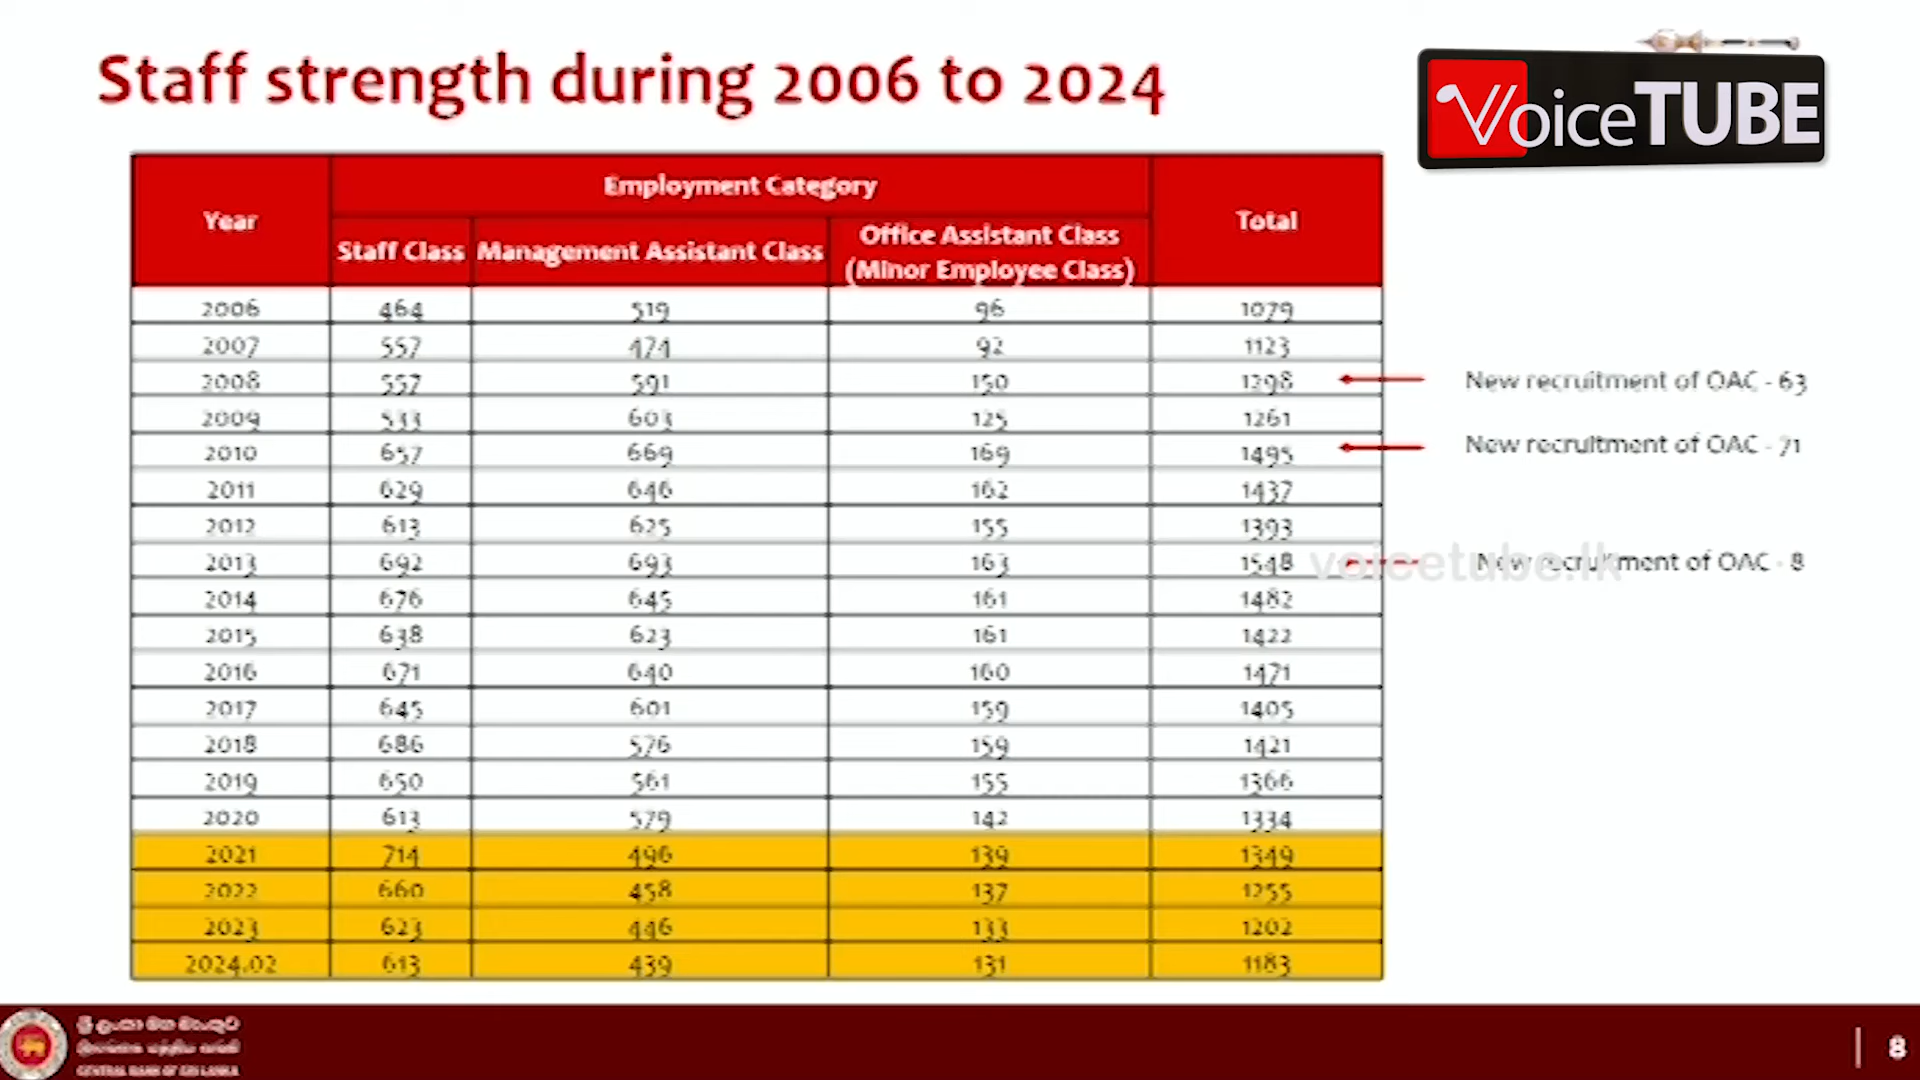 Staff strength during 2006 to 2024
VoiceTUBE
Year
Employment Category
Total
Staff Class
Management Assistant Class
Office Assistant Class
(Minor Employee Class)
2006 464 519 96 1079
2007 557 474 92 1123
2008 557 591 150 1298
New recruitment of OAC - 63
2009 533 603 125 1261
2010 657 669 169 1495
New recruitment of OAC - 71
2011 629 646 162 1437
2012 613 625 155 1393
2013 692 693 163 1548
New recruitment of OAC - 8
voicetube.lk
2014 676 645 161 1482
2015 638 623 161 1422
2016 671 640 160 1471
2017 645 601 159 1405
2018 686 576 159 1421
2019 650 561 155 1366
2020 613 579 142 1334
2021 714 496 139 1349
2022 660 458 137 1255
2023 623 446 133 1202
2024.02 613 439 131 1183
ශ්‍රී ලංකා මහ බැංකුව
இலங்கை மத்திய வங்கி
CENTRAL BANK OF SRI LANKA
8